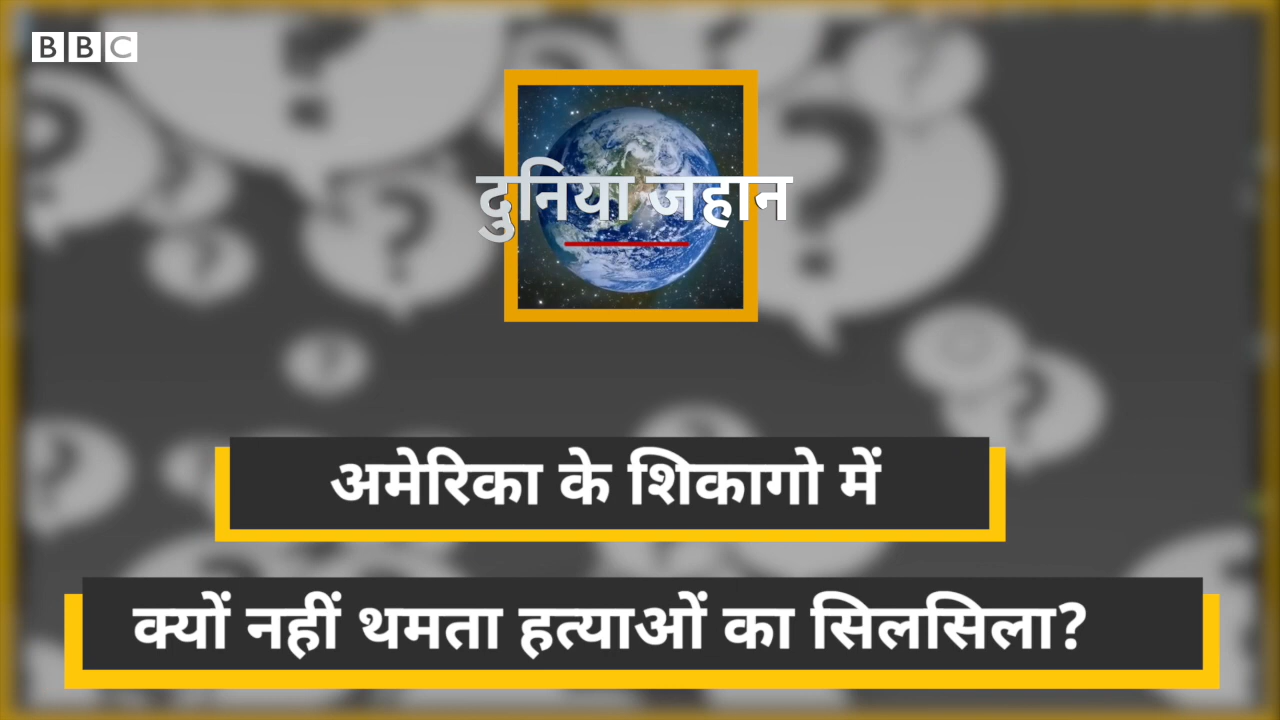 BBC
दुनिया जहान
अमेरिका के शिकागो में
क्यों नहीं थमता हत्याओं का सिलसिला?